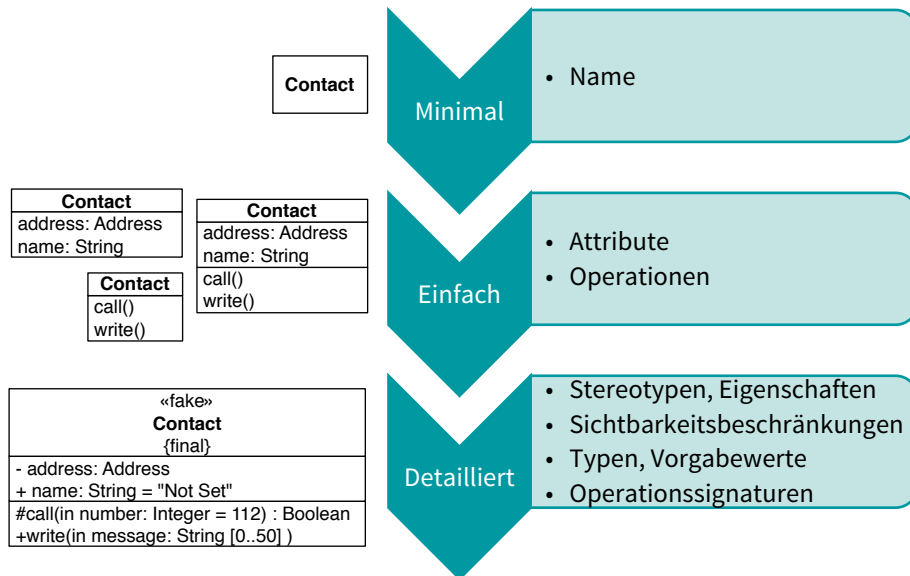 Contact
Minimal
• Name
Contact
address: Address
name: String
Contact
call()
write()
Contact
address: Address
name: String
call()
write()
Einfach
• Attribute
• Operationen
«fake»
Contact
{final}
- address: Address
+ name: String = "Not Set"
#call(in number: Integer = 112) : Boolean
+write(in message: String [0..50] )
Detailliert
• Stereotypen, Eigenschaften
• Sichtbarkeitsbeschränkungen
• Typen, Vorgabewerte
• Operationssignaturen